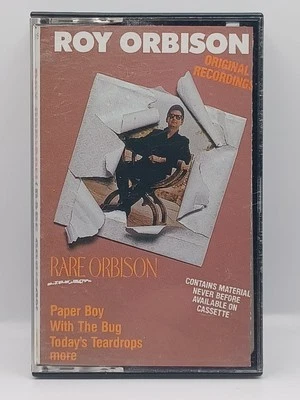 ROY ORBISON
ORIGINAL
RECORDINGS
RARE ORBISON
CONTAINS MATERIAL
NEVER BEFORE
AVAILABLE ON
CASSETTE
Paper Boy
With The Bug
Today's Teardrops
more